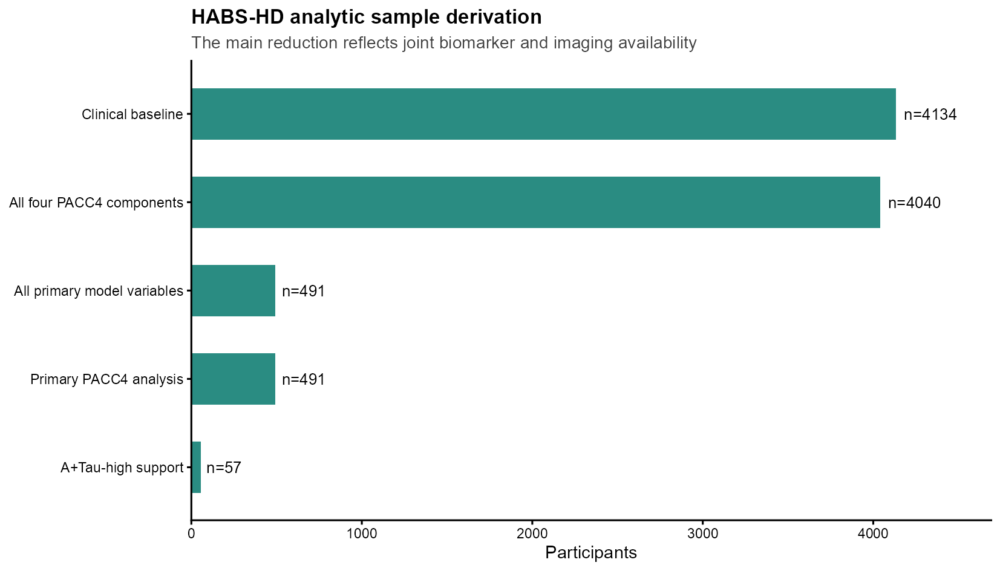 HABS-HD analytic sample derivation
The main reduction reflects joint biomarker and imaging availability
Clinical baseline n=4134
All four PACC4 components n=4040
All primary model variables n=491
Primary PACC4 analysis n=491
A+Tau-high support n=57
0 1000 2000 3000 4000
Participants